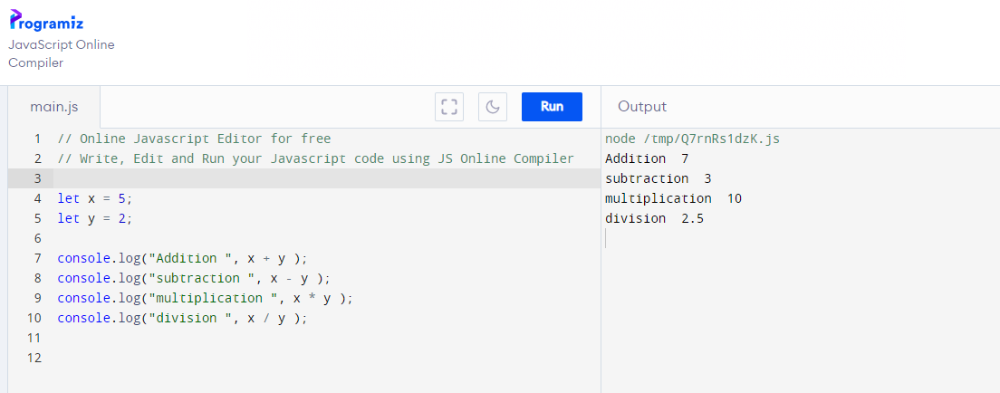 Programiz
JavaScript Online
Compiler
main.js
Run
Output
1 // Online Javascript Editor for free
2 // Write, Edit and Run your Javascript code using JS Online Compiler
3
4 let x = 5;
5 let y = 2;
6
7 console.log("Addition ", x + y );
8 console.log("subtraction ", x - y );
9 console.log("multiplication ", x * y );
10 console.log("division ", x / y );
11
12
node /tmp/Q7rnRs1dzK.js
Addition  7
subtraction  3
multiplication  10
division  2.5